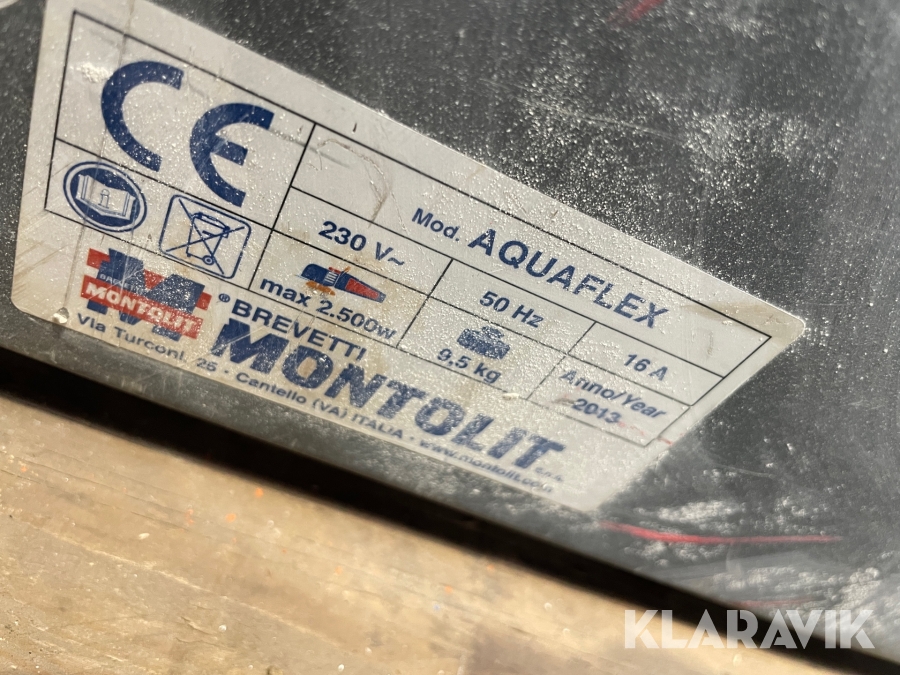 CE
Mod. AQUAFLEX
230 V~
50 Hz
16 A
max 2.500w
9,5 kg
Anno/Year
2013
MONTOLIT
®BREVETTI
MONTOLIT s.r.l.
Via Turconi, 25 - Cantello (VA) ITALIA - www.montolit.com
KLARAVIK